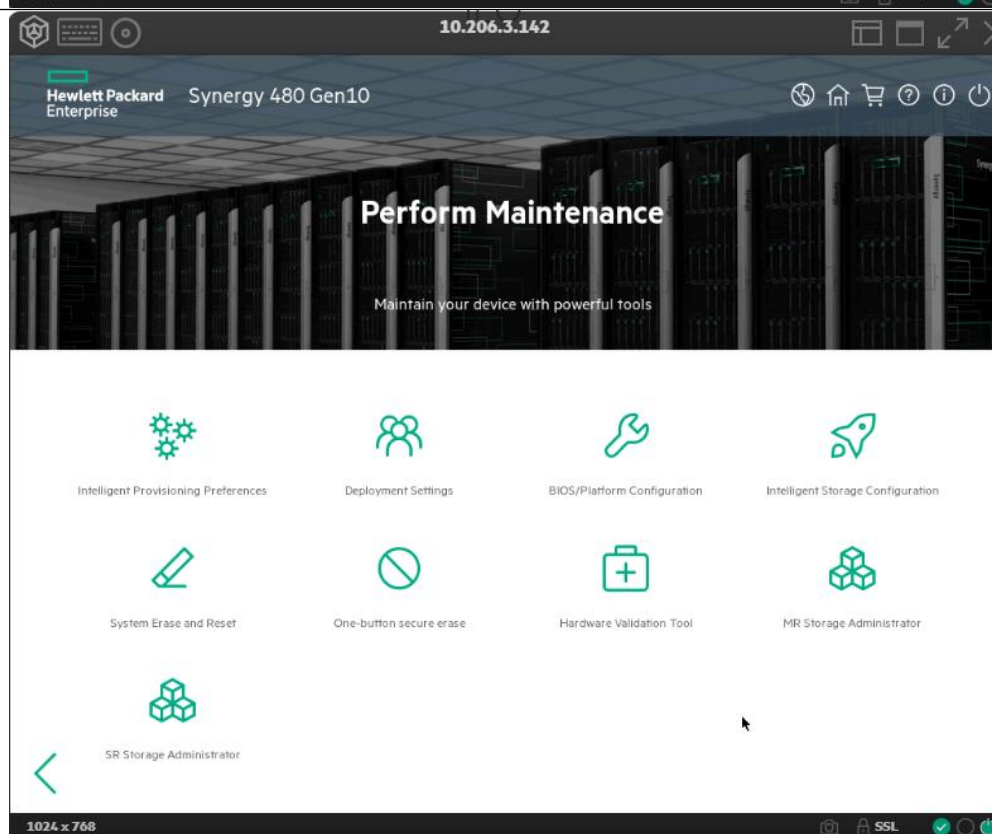 10.206.3.142
Hewlett Packard
Enterprise
Synergy 480 Gen10
Perform Maintenance
Maintain your device with powerful tools
Intelligent Provisioning Preferences
Deployment Settings
BIOS/Platform Configuration
Intelligent Storage Configuration
System Erase and Reset
One-button secure erase
Hardware Validation Tool
MR Storage Administrator
SR Storage Administrator
1024 x 768
SSL